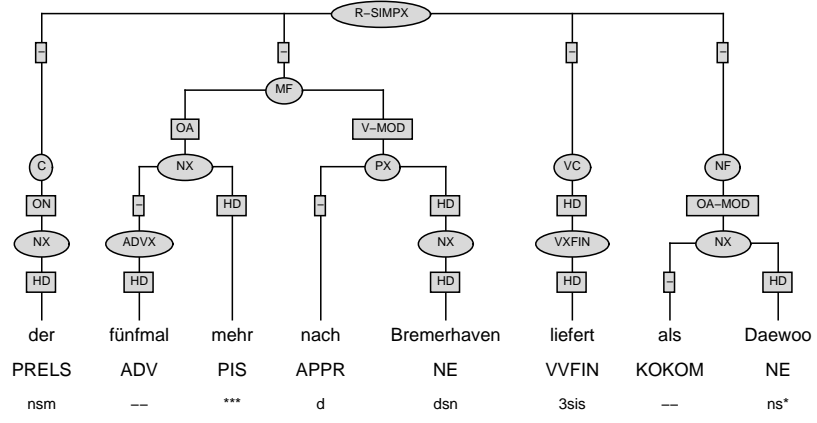 R–SIMPX
– – – –
MF
OA V–MOD
C NX PX VC NF
ON – HD – HD HD OA–MOD
NX ADVX NX VXFIN NX
HD HD HD HD – HD
der fünfmal mehr nach Bremerhaven liefert als Daewoo
PRELS ADV PIS APPR NE VVFIN KOKOM NE
nsm –– *** d dsn 3sis –– ns*